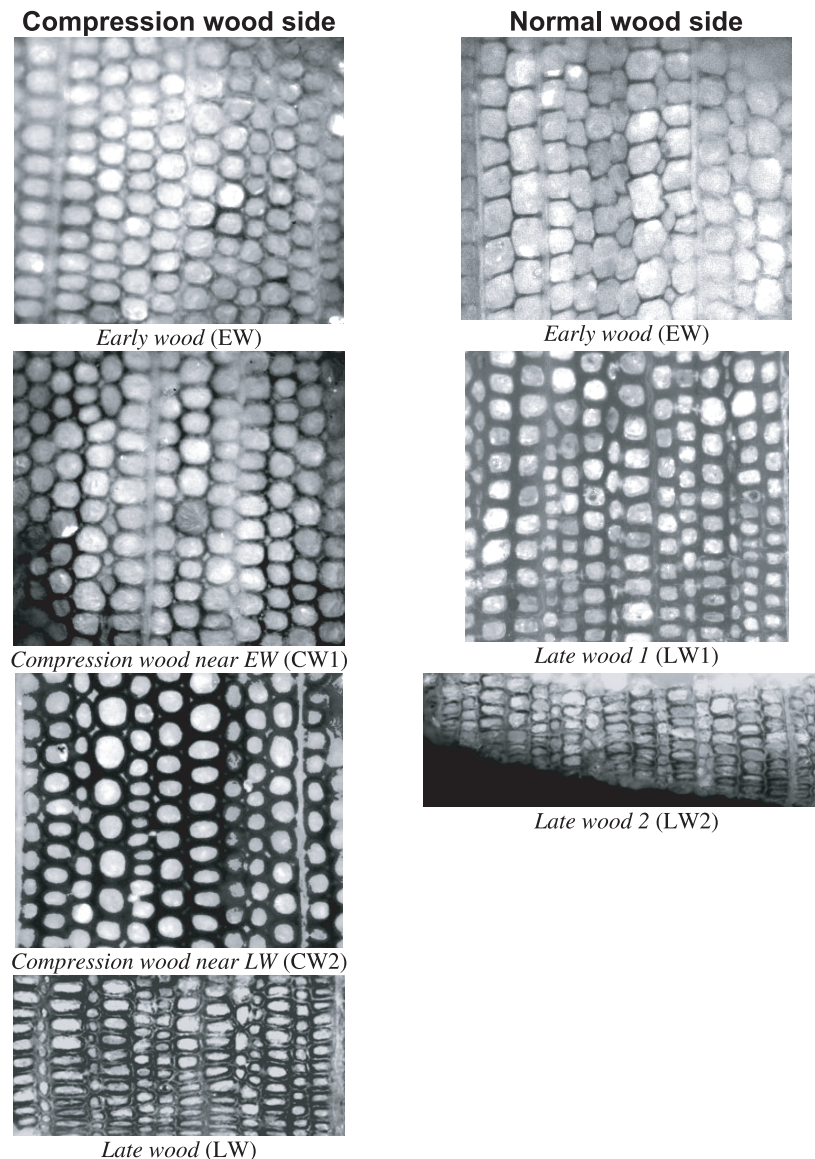 Compression wood side
Normal wood side
Early wood (EW)
Early wood (EW)
Compression wood near EW (CW1)
Late wood 1 (LW1)
Compression wood near LW (CW2)
Late wood 2 (LW2)
Late wood (LW)